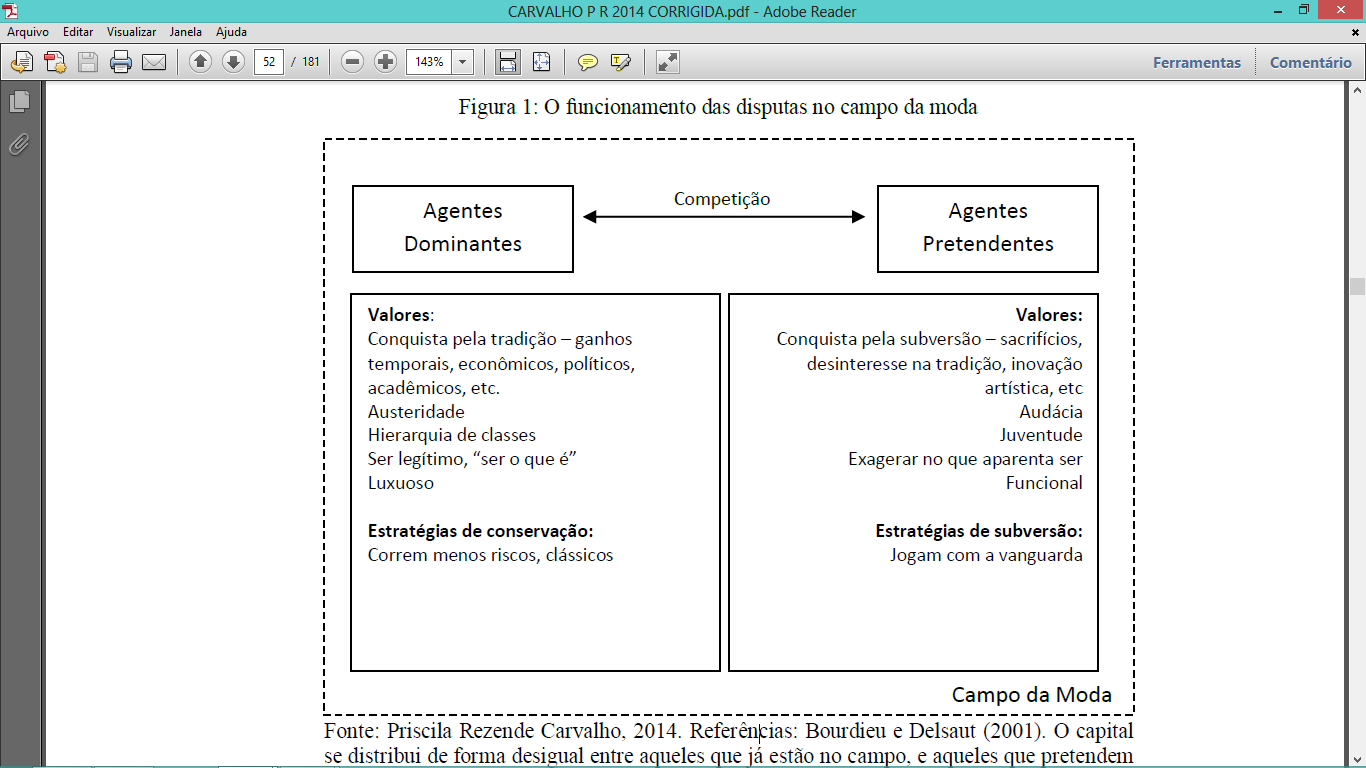 CARVALHO P R 2014 CORRIGIDA.pdf - Adobe Reader
Arquivo Editar Visualizar Janela Ajuda
52 / 181
143%
Ferramentas
Comentário
Figura 1: O funcionamento das disputas no campo da moda
Agentes
Dominantes
Competição
Agentes
Pretendentes
Valores:
Conquista pela tradição – ganhos
temporais, econômicos, políticos,
acadêmicos, etc.
Austeridade
Hierarquia de classes
Ser legítimo, “ser o que é”
Luxuoso
Estratégias de conservação:
Correm menos riscos, clássicos
Valores:
Conquista pela subversão – sacrifícios,
desinteresse na tradição, inovação
artística, etc
Audácia
Juventude
Exagerar no que aparenta ser
Funcional
Estratégias de subversão:
Jogam com a vanguarda
Campo da Moda
Fonte: Priscila Rezende Carvalho, 2014. Referências: Bourdieu e Delsaut (2001). O capital
se distribui de forma desigual entre aqueles que já estão no campo, e aqueles que pretendem